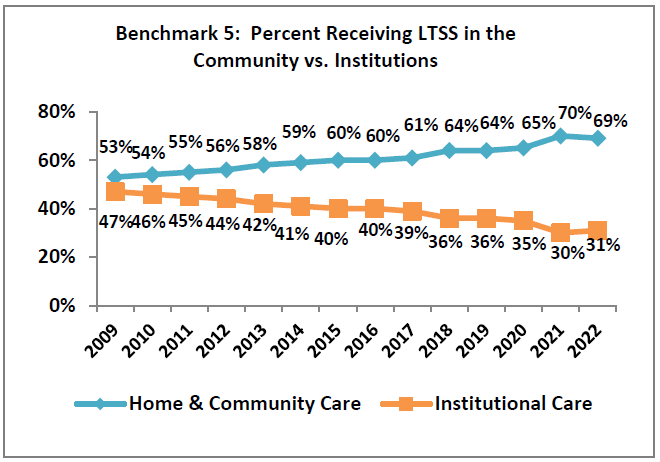 Benchmark 5: Percent Receiving LTSS in the
Community vs. Institutions
80%
60%
40%
20%
0%
53% 54% 55% 56% 58% 59% 60% 60% 61% 64% 64% 65% 70% 69%
47% 46% 45% 44% 42% 41% 40% 40% 39% 36% 36% 35% 30% 31%
2009 2010 2011 2012 2013 2014 2015 2016 2017 2018 2019 2020 2021 2022
Home & Community Care Institutional Care